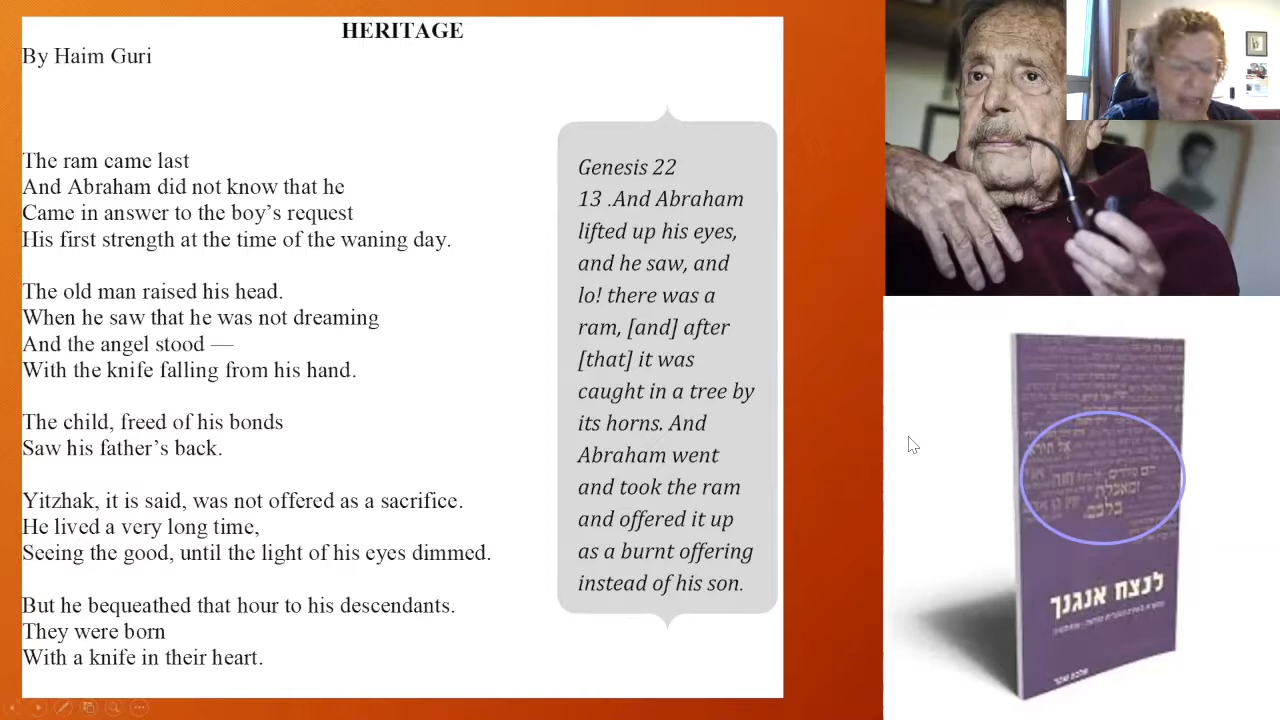 HERITAGE
By Haim Guri
The ram came last
And Abraham did not know that he
Came in answer to the boy’s request
His first strength at the time of the waning day.
The old man raised his head.
When he saw that he was not dreaming
And the angel stood —
With the knife falling from his hand.
The child, freed of his bonds
Saw his father’s back.
Yitzhak, it is said, was not offered as a sacrifice.
He lived a very long time,
Seeing the good, until the light of his eyes dimmed.
But he bequeathed that hour to his descendants.
They were born
With a knife in their heart.
Genesis 22
13 .And Abraham
lifted up his eyes,
and he saw, and
lo! there was a
ram, [and] after
[that] it was
caught in a tree by
its horns. And
Abraham went
and took the ram
and offered it up
as a burnt offering
instead of his son.
הם נולדים
ומאכלת
בלבם
לנצח אנגנך